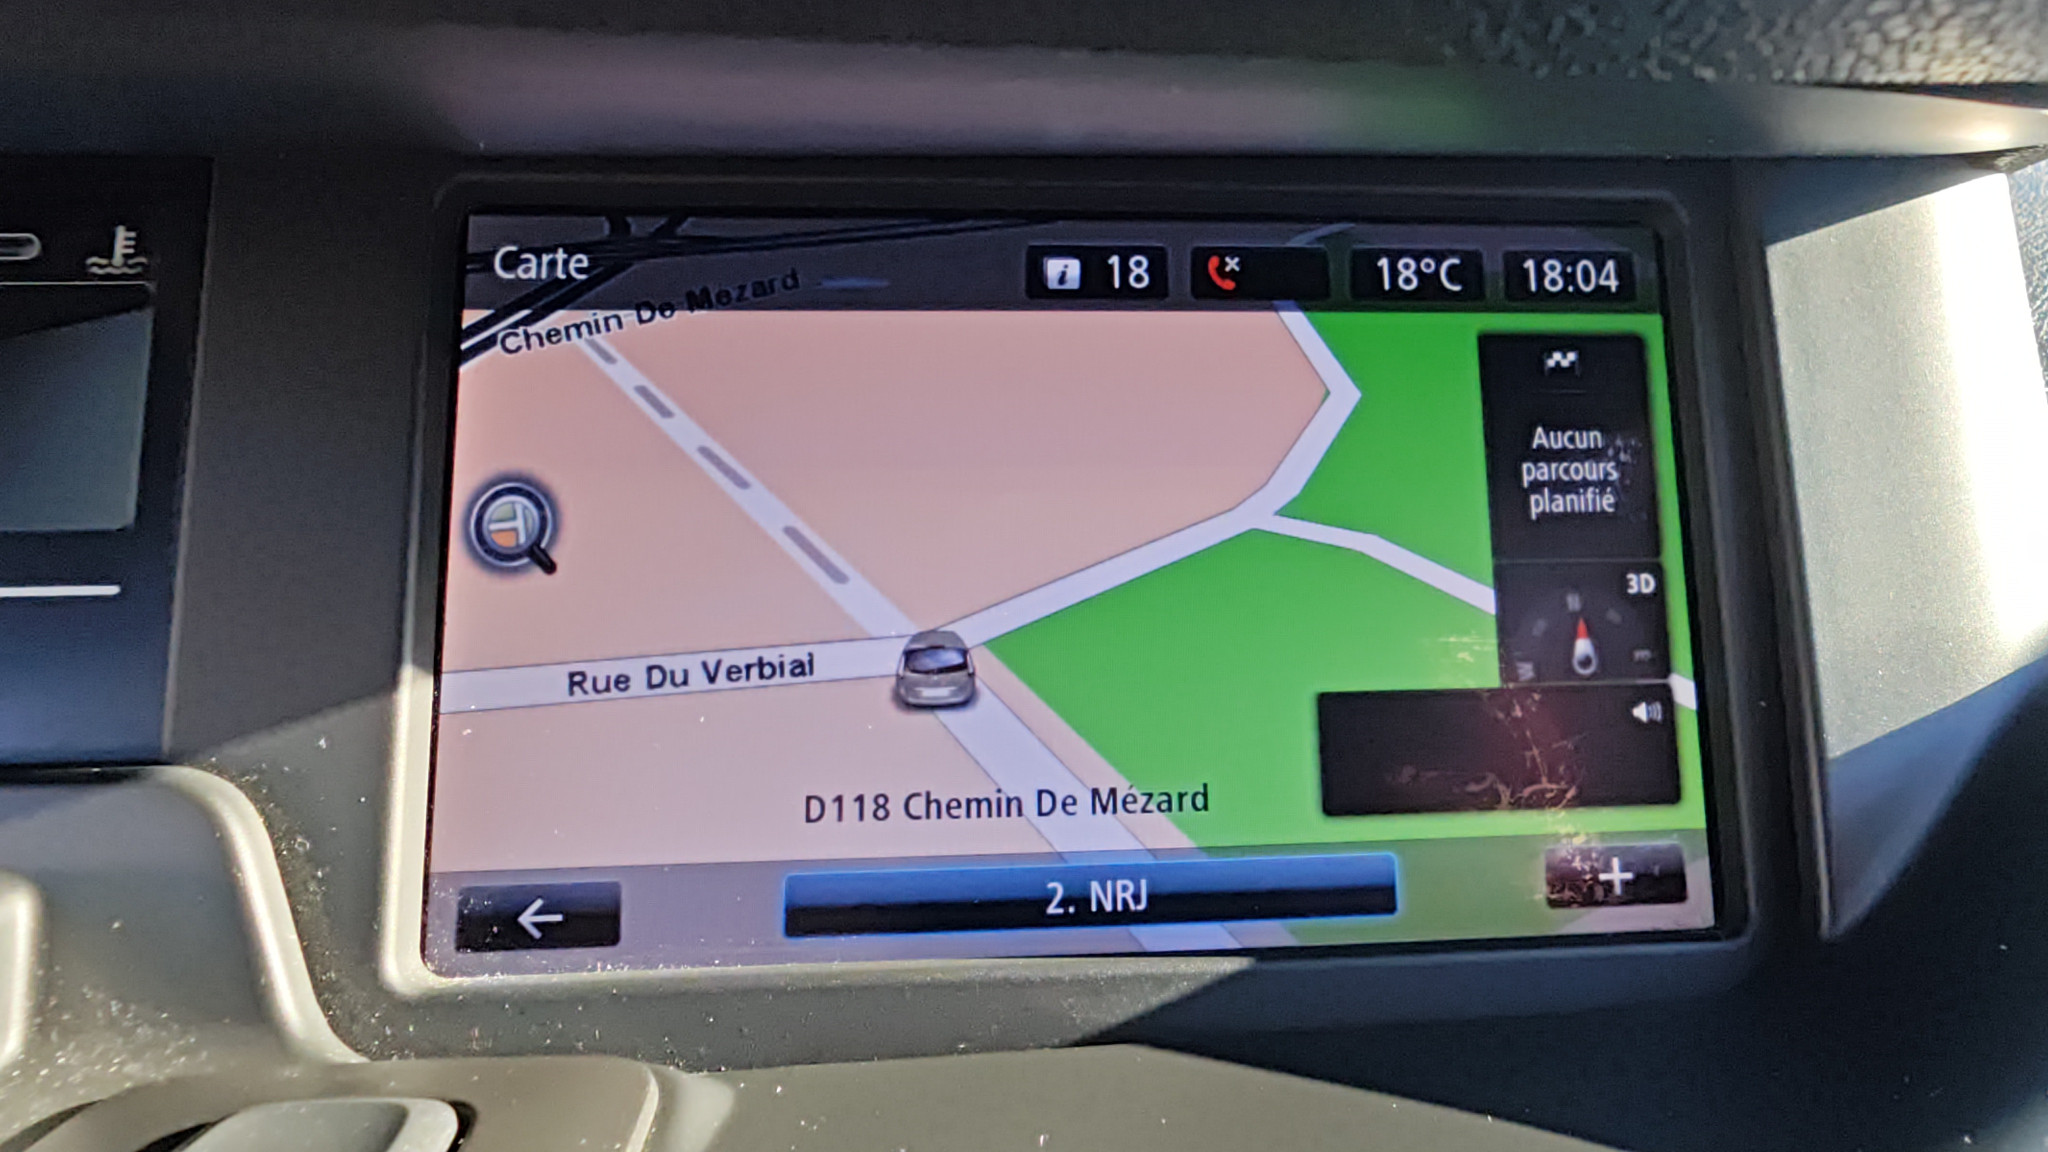 Carte
i 18
18°C
18:04
Chemin De Mezard
Aucun
parcours
planifié
3D
Rue Du Verbial
D118 Chemin De Mézard
2. NRJ